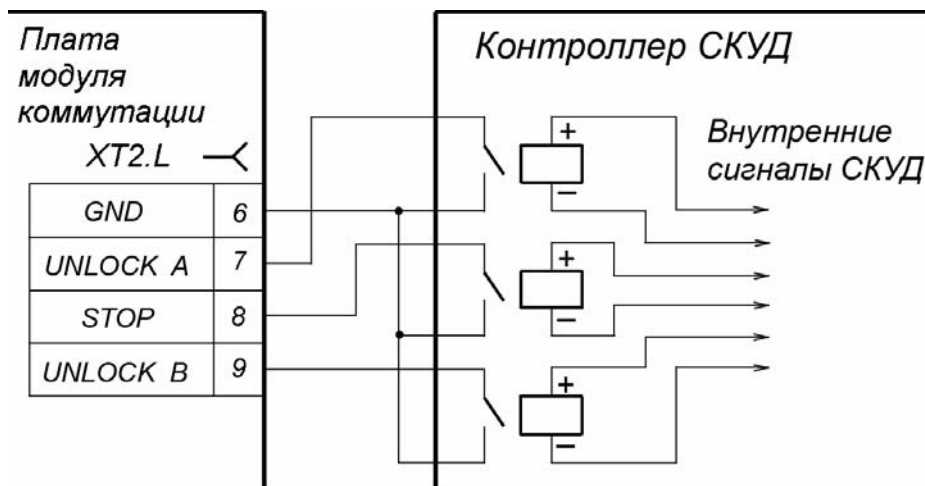 Плата
модуля
коммутации
XT2.L
GND 6
UNLOCK A 7
STOP 8
UNLOCK B 9
Контроллер СКУД
Внутренние
сигналы СКУД
+
−
+
−
+
−